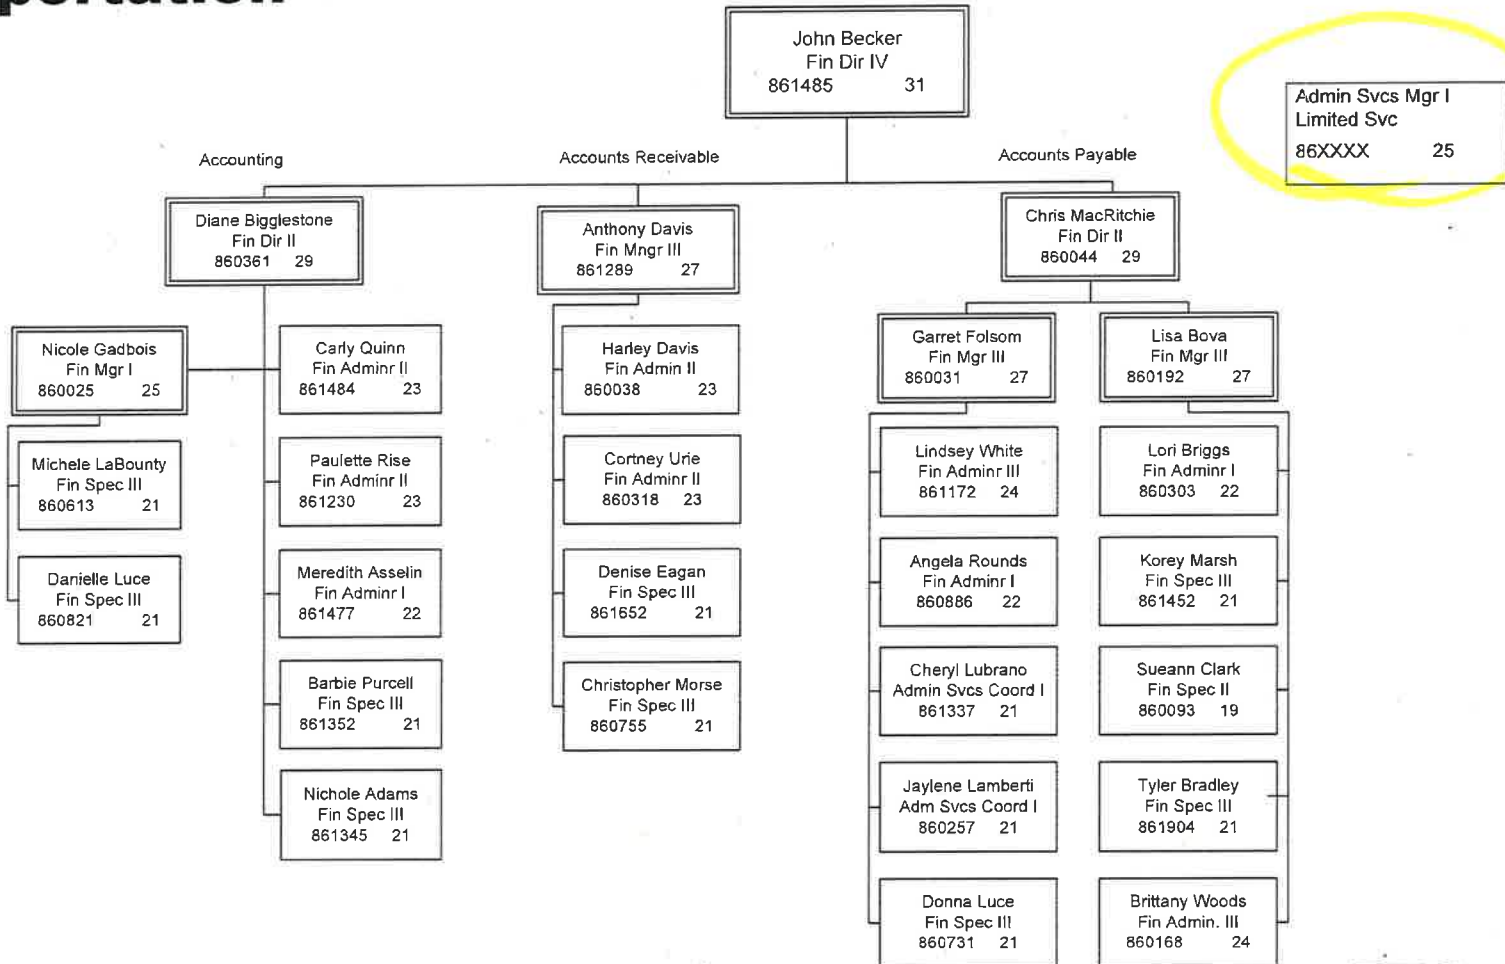 portation
John Becker
Fin Dir IV
861485 31
Admin Svcs Mgr I
Limited Svc
86XXXX 25
Accounting
Accounts Receivable
Accounts Payable
Diane Bigglestone
Fin Dir II
860361 29
Anthony Davis
Fin Mngr III
861289 27
Chris MacRitchie
Fin Dir II
860044 29
Nicole Gadbois
Fin Mgr I
860025 25
Michele LaBounty
Fin Spec III
860613 21
Danielle Luce
Fin Spec III
860821 21
Carly Quinn
Fin Adminr II
861484 23
Paulette Rise
Fin Adminr II
861230 23
Meredith Asselin
Fin Adminr I
861477 22
Barbie Purcell
Fin Spec III
861352 21
Nichole Adams
Fin Spec III
861345 21
Harley Davis
Fin Admin II
860038 23
Cortney Urie
Fin Adminr II
860318 23
Denise Eagan
Fin Spec III
861652 21
Christopher Morse
Fin Spec III
860755 21
Garret Folsom
Fin Mgr III
860031 27
Lindsey White
Fin Adminr III
861172 24
Angela Rounds
Fin Adminr I
860886 22
Cheryl Lubrano
Admin Svcs Coord I
861337 21
Jaylene Lamberti
Adm Svcs Coord I
860257 21
Donna Luce
Fin Spec III
860731 21
Lisa Bova
Fin Mgr III
860192 27
Lori Briggs
Fin Adminr I
860303 22
Korey Marsh
Fin Spec III
861452 21
Sueann Clark
Fin Spec II
860093 19
Tyler Bradley
Fin Spec III
861904 21
Brittany Woods
Fin Admin. III
860168 24